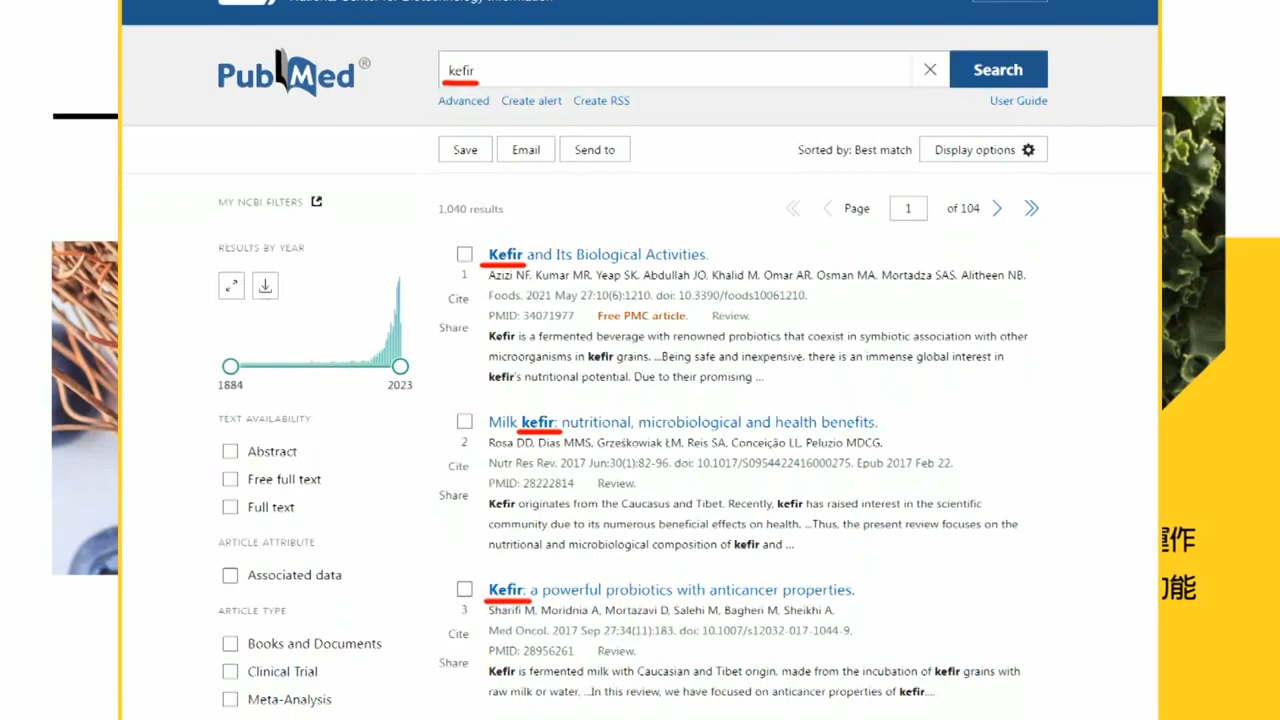 National Center for Biotechnology Information
PubMed®
kefir
Search
Advanced Create alert Create RSS
User Guide
Save Email Send to
Sorted by: Best match Display options
MY NCBI FILTERS
1,040 results
Page 1 of 104
RESULTS BY YEAR
1884 2023
TEXT AVAILABILITY
Abstract
Free full text
Full text
ARTICLE ATTRIBUTE
Associated data
ARTICLE TYPE
Books and Documents
Clinical Trial
Meta-Analysis
Kefir and Its Biological Activities.
1
Cite
Share
Azizi NF, Kumar MR, Yeap SK, Abdullah JO, Khalid M, Omar AR, Osman MA, Mortadza SAS, Alitheen NB.
Foods. 2021 May 27;10(6):1210. doi: 10.3390/foods10061210.
PMID: 34071977 Free PMC article. Review.
Kefir is a fermented beverage with renowned probiotics that coexist in symbiotic association with other
microorganisms in kefir grains. ...Being safe and inexpensive, there is an immense global interest in
kefir's nutritional potential. Due to their promising ...
Milk kefir: nutritional, microbiological and health benefits.
2
Cite
Share
Rosa DD, Dias MMS, Grześkowiak ŁM, Reis SA, Conceição LL, Peluzio MDCG.
Nutr Res Rev. 2017 Jun;30(1):82-96. doi: 10.1017/S0954422416000275. Epub 2017 Feb 22.
PMID: 28222814 Review.
Kefir originates from the Caucasus and Tibet. Recently, kefir has raised interest in the scientific
community due to its numerous beneficial effects on health. ...Thus, the present review focuses on the
nutritional and microbiological composition of kefir and ...
Kefir: a powerful probiotics with anticancer properties.
3
Cite
Share
Sharifi M, Moridnia A, Mortazavi D, Salehi M, Bagheri M, Sheikhi A.
Med Oncol. 2017 Sep 27;34(11):183. doi: 10.1007/s12032-017-1044-9.
PMID: 28956261 Review.
Kefir is fermented milk with Caucasian and Tibet origin, made from the incubation of kefir grains with
raw milk or water. ...In this review, we have focused on anticancer properties of kefir....
運作
功能